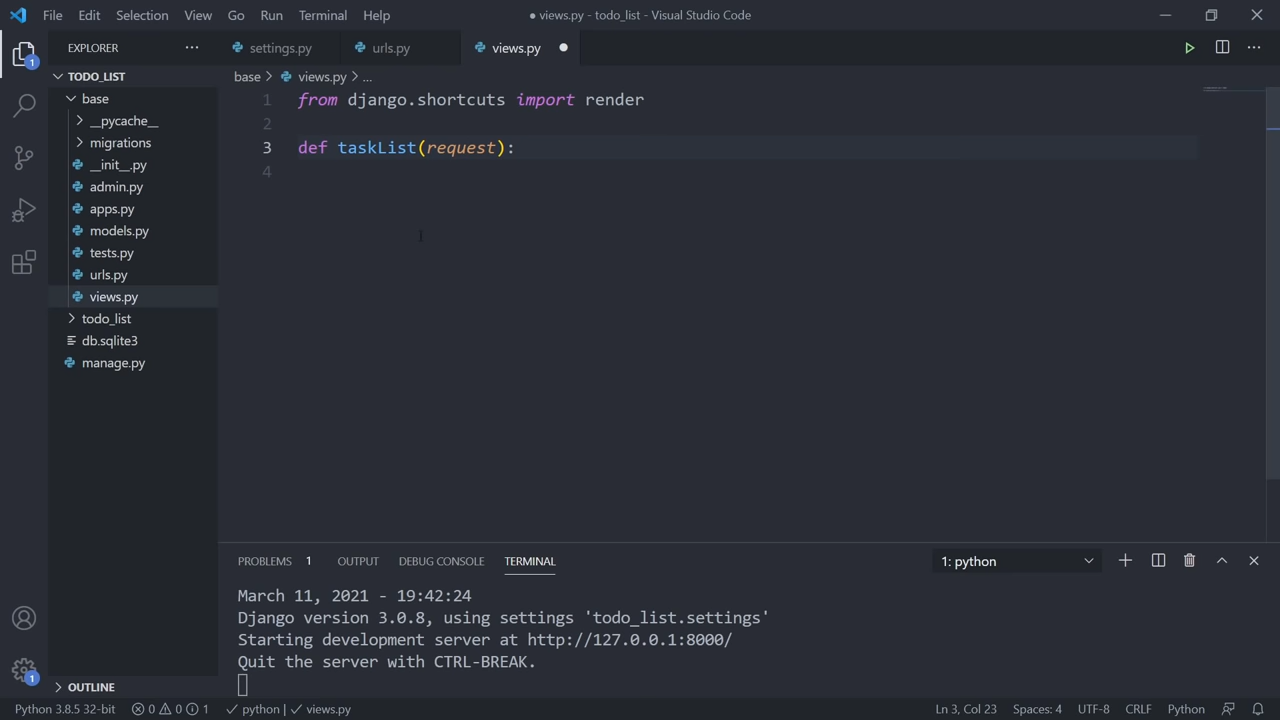 File Edit Selection View Go Run Terminal Help ● views.py - todo_list - Visual Studio Code
EXPLORER ··· settings.py urls.py views.py
1
TODO_LIST
base
__pycache__
migrations
__init__.py
admin.py
apps.py
models.py
tests.py
urls.py
views.py
todo_list
db.sqlite3
manage.py
base > views.py > ...
1 from django.shortcuts import render
2
3 def taskList(request):
4
PROBLEMS 1 OUTPUT DEBUG CONSOLE TERMINAL 1: python
March 11, 2021 - 19:42:24
Django version 3.0.8, using settings 'todo_list.settings'
Starting development server at http://127.0.0.1:8000/
Quit the server with CTRL-BREAK.
1
OUTLINE
Python 3.8.5 32-bit 0 0 1 python | views.py Ln 3, Col 23 Spaces: 4 UTF-8 CRLF Python